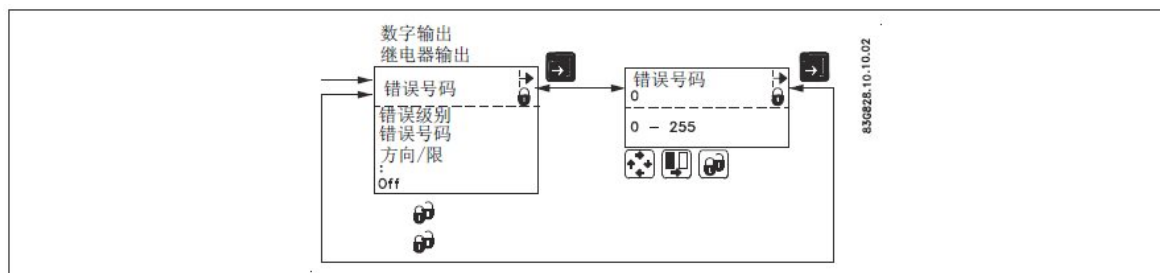 数字输出
继电器输出
错误号码
错误级别
错误号码
方向/限
:
Off
错误号码
0
0 - 255
83G828.10.10.02